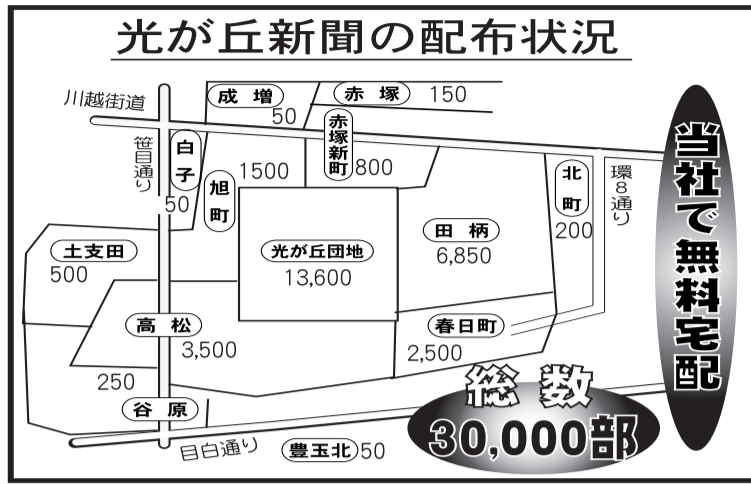 光が丘新聞の配布状況
川越街道
成増
50
赤塚
150
笹目通り
白子
50
旭町
1500
赤塚新町
800
北町
200
環8通り
土支田
500
光が丘団地
13,600
田柄
6,850
高松
3,500
春日町
2,500
250
谷原
目白通り
豊玉北50
総数
30,000部
当社で無料宅配